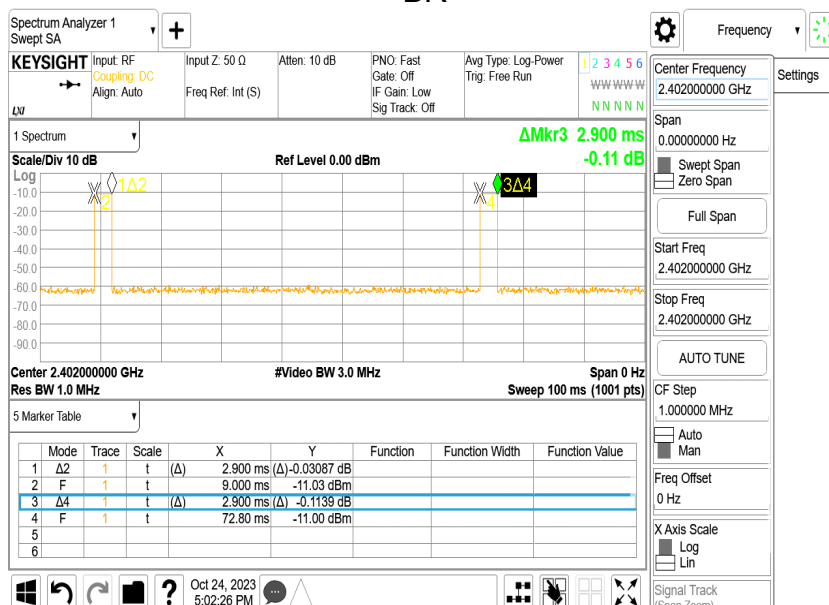 Spectrum Analyzer 1
Swept SA
Frequency
KEYSIGHT
LXI
Input: RF
Coupling: DC
Align: Auto
Input Z: 50 Ω
Freq Ref: Int (S)
Atten: 10 dB
PNO: Fast
Gate: Off
IF Gain: Low
Sig Track: Off
Avg Type: Log-Power
Trig: Free Run
1 2 3 4 5 6
N N N N N
1 Spectrum
Scale/Div 10 dB
Ref Level 0.00 dBm
ΔMkr3 2.900 ms
-0.11 dB
Log
-10.0
-20.0
-30.0
-40.0
-50.0
-60.0
-70.0
-80.0
-90.0
2
1Δ2
4
3Δ4
Center 2.402000000 GHz
#Video BW 3.0 MHz
Span 0 Hz
Res BW 1.0 MHz
Sweep 100 ms (1001 pts)
5 Marker Table
Mode Trace Scale X Y Function Function Width Function Value
1 Δ2 1 t (Δ) 2.900 ms (Δ) -0.03087 dB
2 F 1 t 9.000 ms -11.03 dBm
3 Δ4 1 t (Δ) 2.900 ms (Δ) -0.1139 dB
4 F 1 t 72.80 ms -11.00 dBm
5
6
Oct 24, 2023
5:02:26 PM
Center Frequency
2.402000000 GHz
Settings
Span
0.00000000 Hz
Swept Span
Zero Span
Full Span
Start Freq
2.402000000 GHz
Stop Freq
2.402000000 GHz
AUTO TUNE
CF Step
1.000000 MHz
Auto
Man
Freq Offset
0 Hz
X Axis Scale
Log
Lin
Signal Track
(Span Zoom)